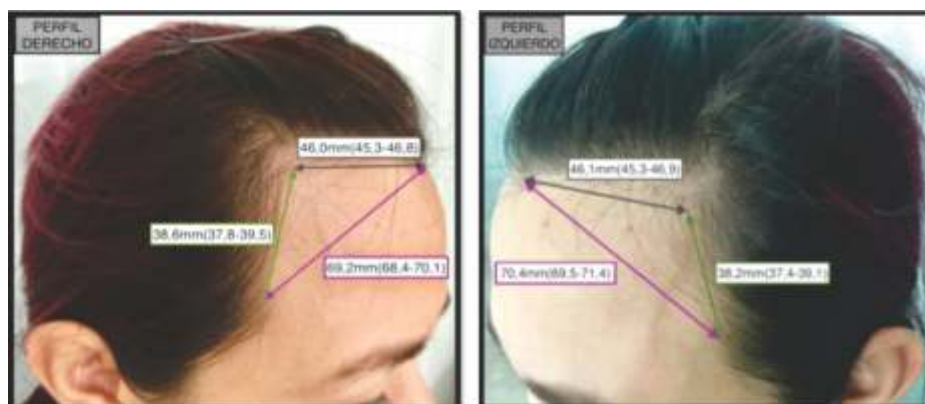 PERFIL
DERECHO
46,0mm(45,3-46,8)
38,6mm(37,8-39,5)
69,2mm(68,4-70,1)
PERFIL
IZQUIERDO
46,1mm(45,3-46,9)
70,4mm(69,5-71,4)
38,2mm(37,4-39,1)